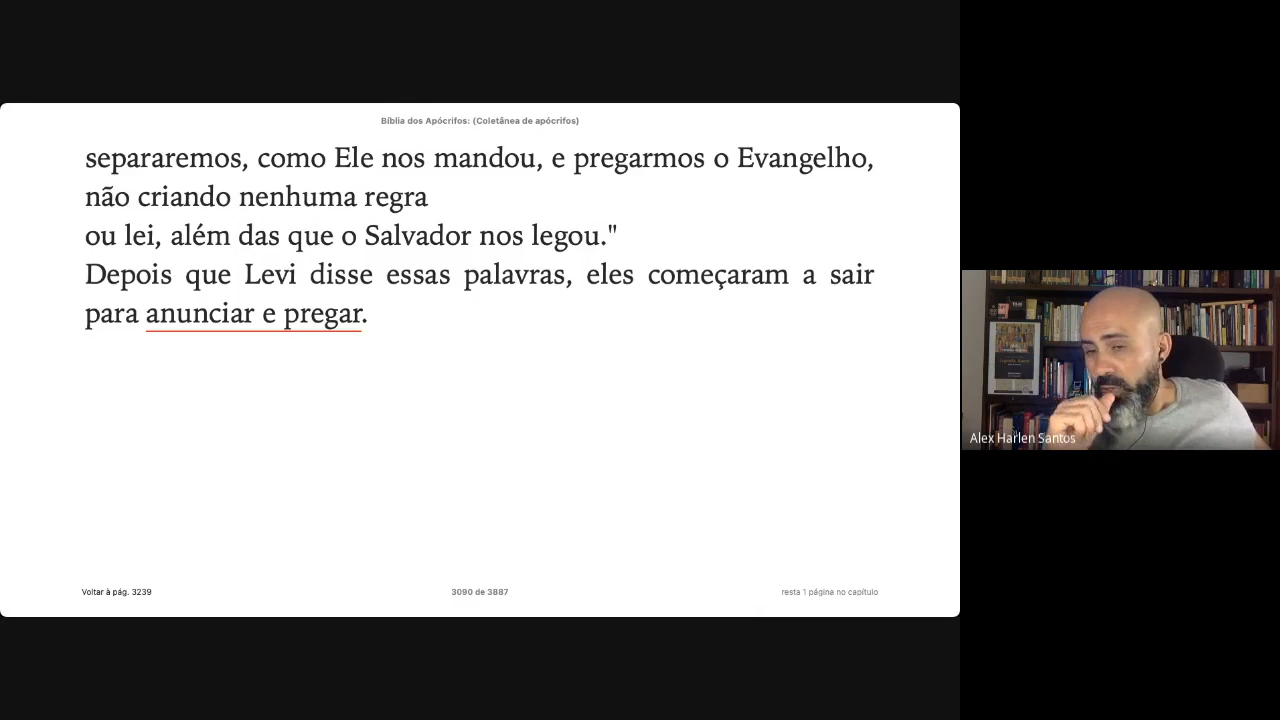 Bíblia dos Apócrifos: (Coletânea de apócrifos)
separaremos, como Ele nos mandou, e pregarmos o Evangelho,
não criando nenhuma regra
ou lei, além das que o Salvador nos legou."
Depois que Levi disse essas palavras, eles começaram a sair
para anunciar e pregar.
Voltar à pág. 3239
3090 de 3887
resta 1 página no capítulo
Alex Harlen Santos